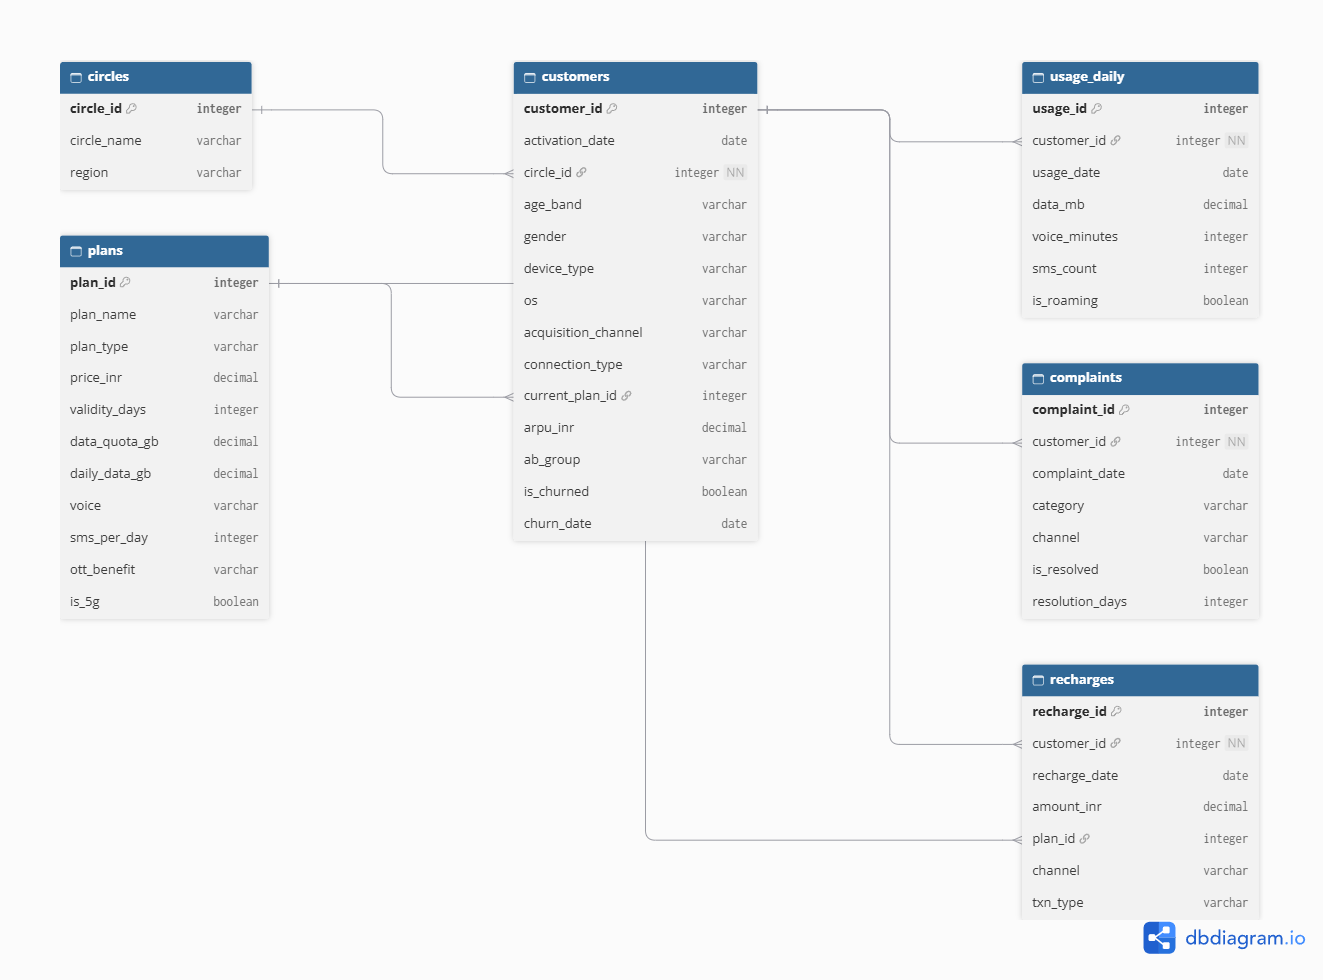 circles
circle_id integer
circle_name varchar
region varchar
plans
plan_id integer
plan_name varchar
plan_type varchar
price_inr decimal
validity_days integer
data_quota_gb decimal
daily_data_gb decimal
voice varchar
sms_per_day integer
ott_benefit varchar
is_5g boolean
customers
customer_id integer
activation_date date
circle_id integer NN
age_band varchar
gender varchar
device_type varchar
os varchar
acquisition_channel varchar
connection_type varchar
current_plan_id integer
arpu_inr decimal
ab_group varchar
is_churned boolean
churn_date date
usage_daily
usage_id integer
customer_id integer NN
usage_date date
data_mb decimal
voice_minutes integer
sms_count integer
is_roaming boolean
complaints
complaint_id integer
customer_id integer NN
complaint_date date
category varchar
channel varchar
is_resolved boolean
resolution_days integer
recharges
recharge_id integer
customer_id integer NN
recharge_date date
amount_inr decimal
plan_id integer
channel varchar
txn_type varchar
dbdiagram.io